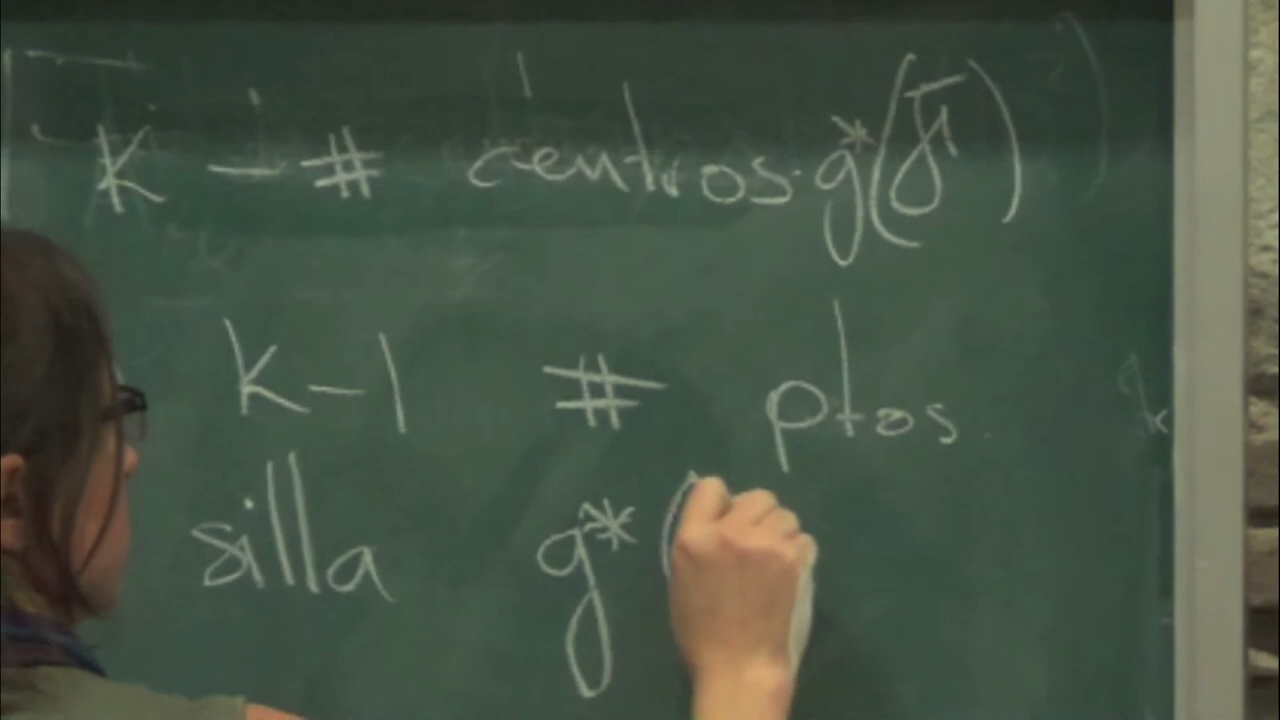 K - # centros g*(γ̄)
k-1 # ptos.
silla g* (